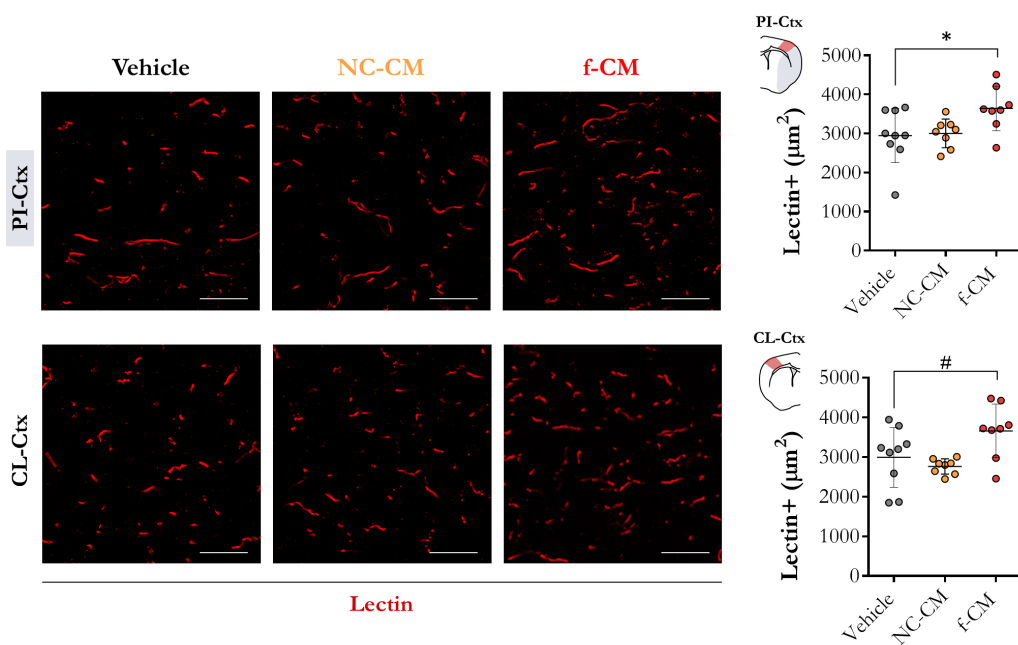 Vehicle
NC-CM
f-CM
PI-Ctx
CL-Ctx
Lectin
PI-Ctx
*
Lectin+ (µm²)
5000
4000
3000
2000
1000
0
Vehicle
NC-CM
f-CM
CL-Ctx
#
Lectin+ (µm²)
5000
4000
3000
2000
1000
0
Vehicle
NC-CM
f-CM